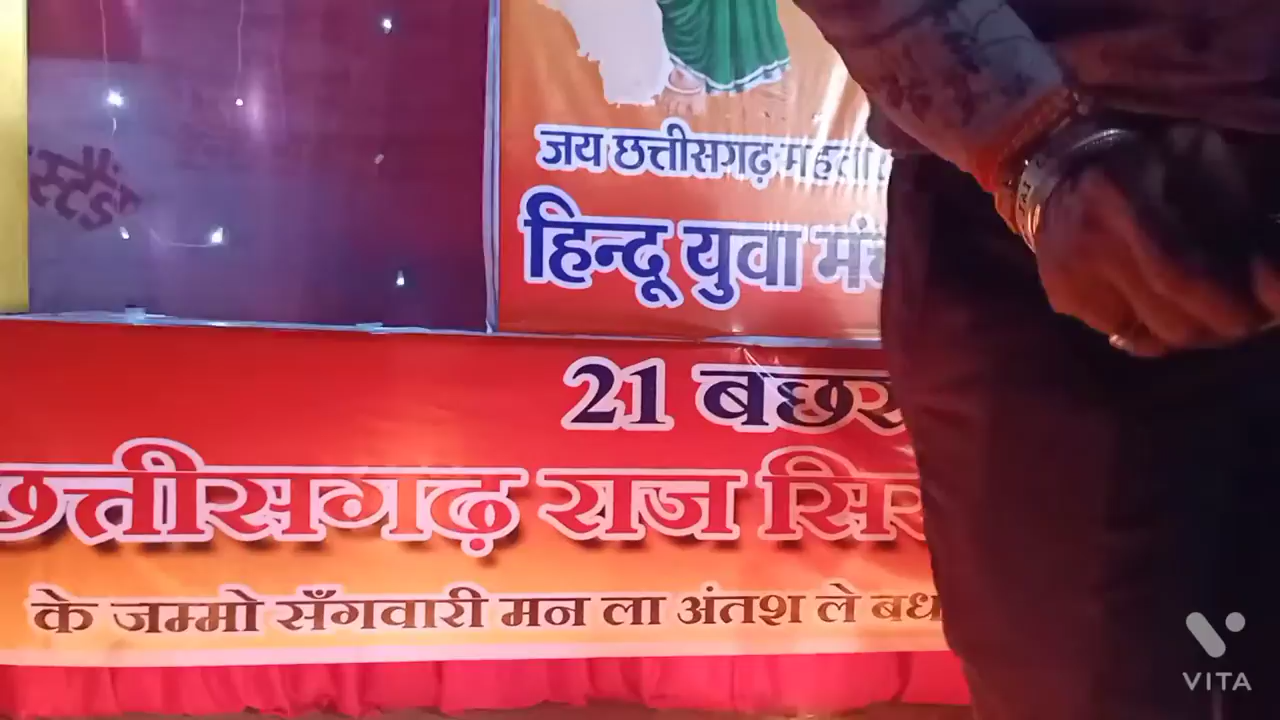 स्टैंड
जय छत्तीसगढ़ महतारी
हिन्दू युवा मंच
21 बछर
छत्तीसगढ़ राज सिर
के जम्मो सँगवारी मन ला अंतश ले बध
VITA